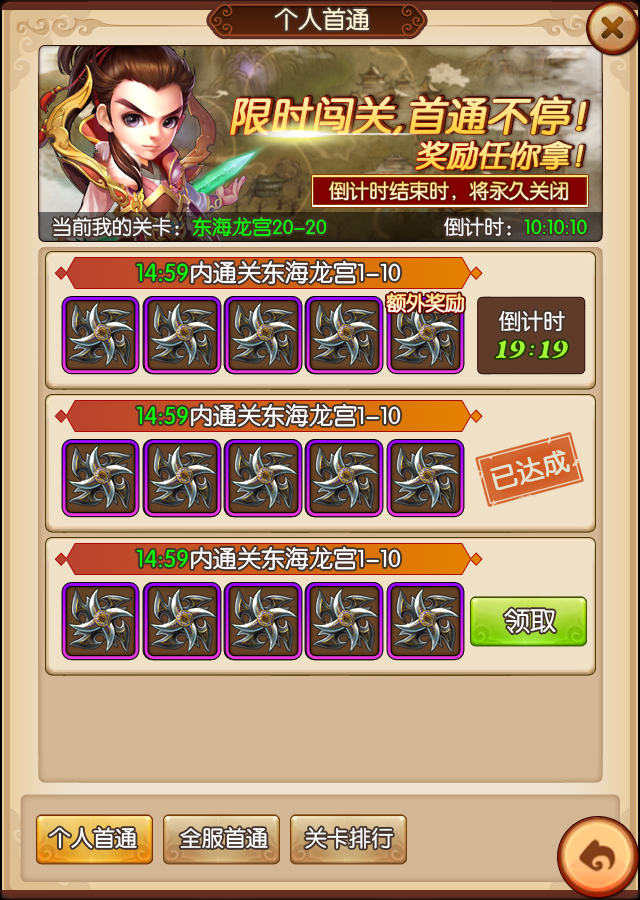 个人首通
限时闯关,首通不停!
奖励任你拿!
倒计时结束时，将永久关闭
当前我的关卡：东海龙宫20-20 倒计时：10:10:10
14:59内通关东海龙宫1-10
额外奖励
倒计时
19:19
14:59内通关东海龙宫1-10
已达成
14:59内通关东海龙宫1-10
领取
个人首通 全服首通 关卡排行